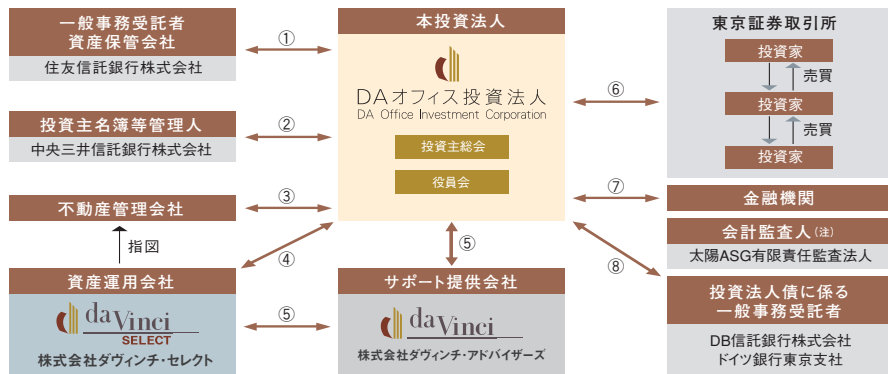 一般事務受託者
資産保管会社
住友信託銀行株式会社
①
投資主名簿等管理人
中央三井信託銀行株式会社
②
不動産管理会社
③
指図
④
資産運用会社
daVinci
SELECT
株式会社ダヴィンチ・セレクト
⑤
本投資法人
DAオフィス投資法人
DA Office Investment Corporation
投資主総会
役員会
⑤
サポート提供会社
daVinci
株式会社ダヴィンチ・アドバイザーズ
⑥
東京証券取引所
投資家
売買
投資家
売買
投資家
⑦
金融機関
会計監査人(注)
太陽ASG有限責任監査法人
⑧
投資法人債に係る
一般事務受託者
DB信託銀行株式会社
ドイツ銀行東京支社